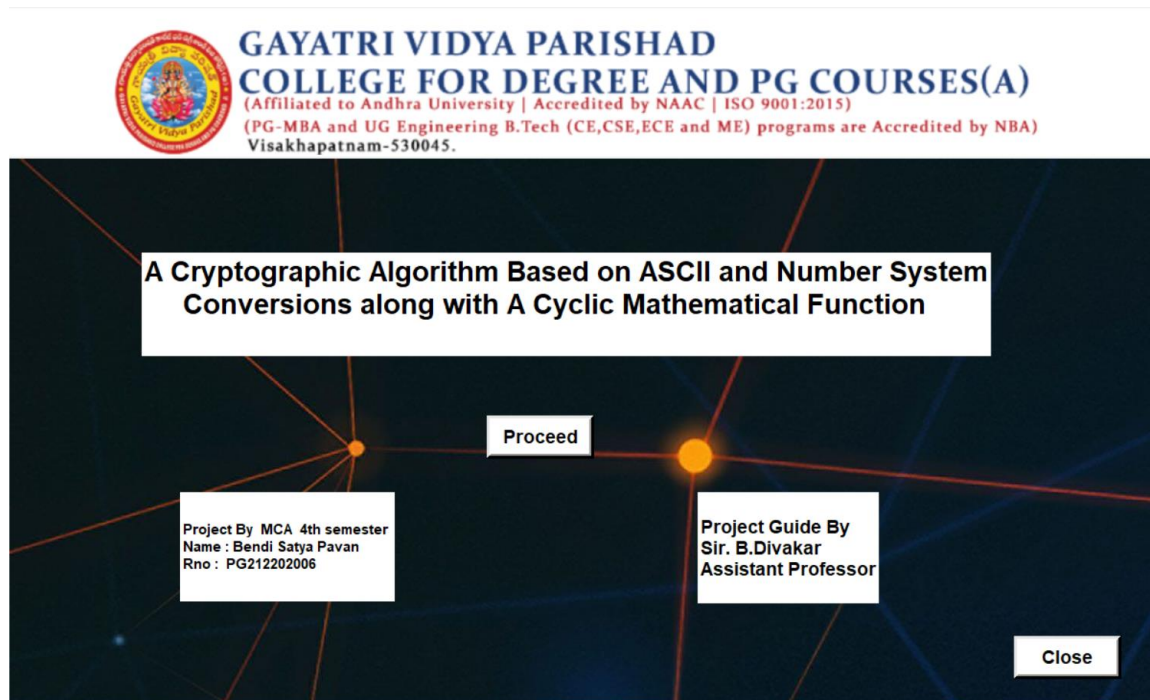 GAYATRI VIDYA PARISHAD
COLLEGE FOR DEGREE AND PG COURSES(A)
(Affiliated to Andhra University | Accredited by NAAC | ISO 9001:2015)
(PG-MBA and UG Engineering B.Tech (CE,CSE,ECE and ME) programs are Accredited by NBA)
Visakhapatnam-530045.
Gayatri Vidya Parishad
A Cryptographic Algorithm Based on ASCII and Number System
Conversions along with A Cyclic Mathematical Function
Proceed
Project By MCA 4th semester
Name : Bendi Satya Pavan
Rno : PG212202006
Project Guide By
Sir. B.Divakar
Assistant Professor
Close